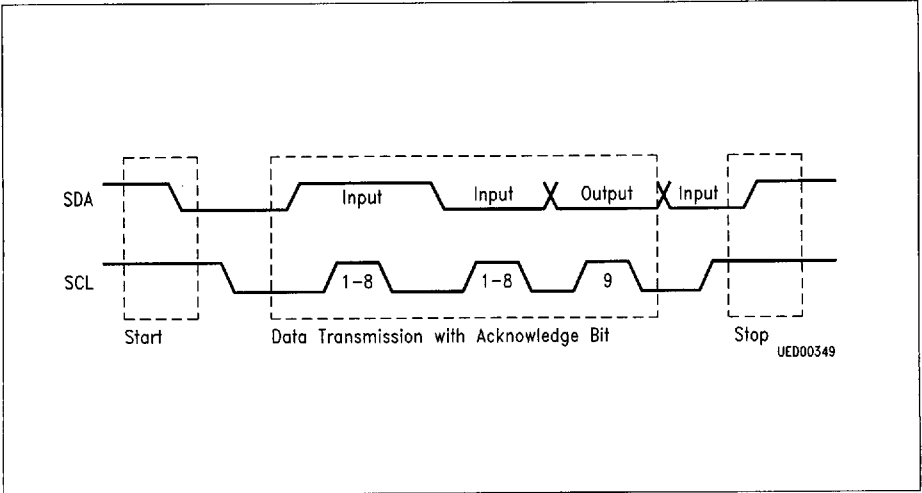 SDA Input Input Output Input
SCL 1–8 1–8 9
Start Data Transmission with Acknowledge Bit Stop
UED00349